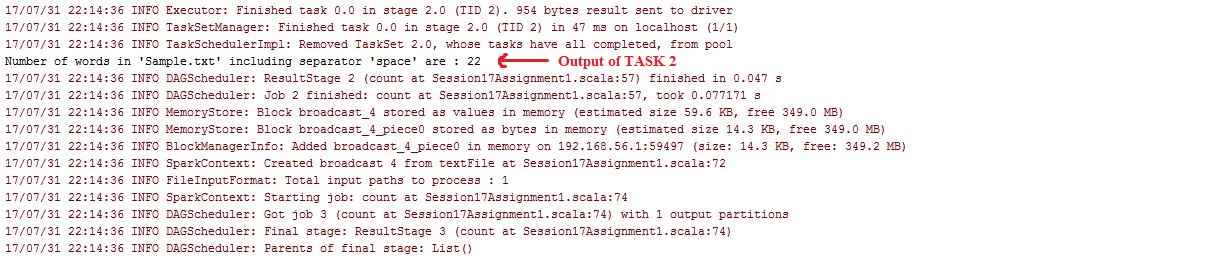 17/07/31 22:14:36 INFO Executor: Finished task 0.0 in stage 2.0 (TID 2). 954 bytes result sent to driver
17/07/31 22:14:36 INFO TaskSetManager: Finished task 0.0 in stage 2.0 (TID 2) in 47 ms on localhost (1/1)
17/07/31 22:14:36 INFO TaskSchedulerImpl: Removed TaskSet 2.0, whose tasks have all completed, from pool
Number of words in 'Sample.txt' including separator 'space' are : 22 Output of TASK 2
17/07/31 22:14:36 INFO DAGScheduler: ResultStage 2 (count at Session17Assignment1.scala:57) finished in 0.047 s
17/07/31 22:14:36 INFO DAGScheduler: Job 2 finished: count at Session17Assignment1.scala:57, took 0.077171 s
17/07/31 22:14:36 INFO MemoryStore: Block broadcast_4 stored as values in memory (estimated size 59.6 KB, free 349.0 MB)
17/07/31 22:14:36 INFO MemoryStore: Block broadcast_4_piece0 stored as bytes in memory (estimated size 14.3 KB, free 349.0 MB)
17/07/31 22:14:36 INFO BlockManagerInfo: Added broadcast_4_piece0 in memory on 192.168.56.1:59497 (size: 14.3 KB, free: 349.2 MB)
17/07/31 22:14:36 INFO SparkContext: Created broadcast 4 from textFile at Session17Assignment1.scala:72
17/07/31 22:14:36 INFO FileInputFormat: Total input paths to process : 1
17/07/31 22:14:36 INFO SparkContext: Starting job: count at Session17Assignment1.scala:74
17/07/31 22:14:36 INFO DAGScheduler: Got job 3 (count at Session17Assignment1.scala:74) with 1 output partitions
17/07/31 22:14:36 INFO DAGScheduler: Final stage: ResultStage 3 (count at Session17Assignment1.scala:74)
17/07/31 22:14:36 INFO DAGScheduler: Parents of final stage: List()